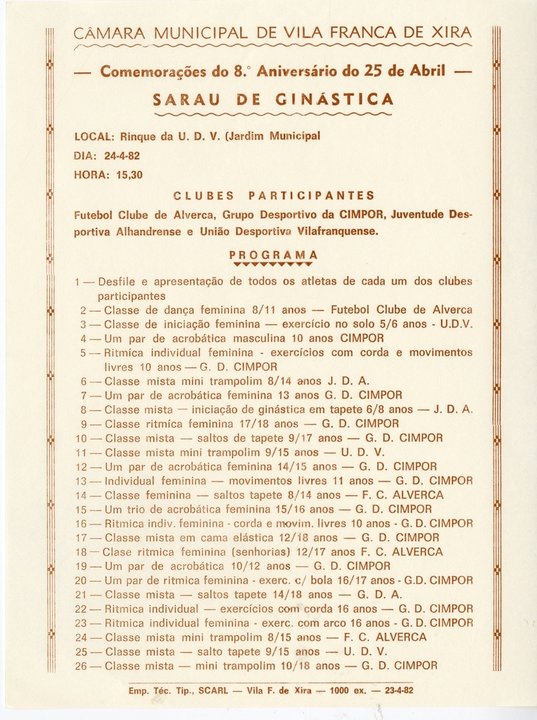 CÂMARA MUNICIPAL DE VILA FRANCA DE XIRA
— Comemorações do 8.º Aniversário do 25 de Abril —
SARAU DE GINÁSTICA
LOCAL: Rinque da U. D. V. (Jardim Municipal
DIA: 24-4-82
HORA: 15,30
CLUBES PARTICIPANTES
Futebol Clube de Alverca, Grupo Desportivo da CIMPOR, Juventude Des-
portiva Alhandrense e União Desportiva Vilafranquense.
PROGRAMA
1 — Desfile e apresentação de todos os atletas de cada um dos clubes
participantes
2 — Classe de dança feminina 8/11 anos — Futebol Clube de Alverca
3 — Classe de iniciação feminina — exercício no solo 5/6 anos - U.D.V.
4 — Um par de acrobática masculina 10 anos CIMPOR
5 — Ritmica individual feminina - exercícios com corda e movimentos
livres 10 anos — G. D. CIMPOR
6 — Classe mista mini trampolim 8/14 anos J. D. A.
7 — Um par de acrobática feminina 13 anos G. D. CIMPOR
8 — Classe mista — iniciação de ginástica em tapete 6/8 anos — J. D. A.
9 — Classe ritmíca feminina 17/18 anos — G. D. CIMPOR
10 — Classe mista — saltos de tapete 9/17 anos — G. D. CIMPOR
11 — Classe mista mini trampolim 9/15 anos — U. D. V.
12 — Um par de acrobática feminina 14/15 anos — G. D. CIMPOR
13 — Individual feminina — movimentos livres 11 anos — G. D. CIMPOR
14 — Classe feminina — saltos tapete 8/14 anos — F. C. ALVERCA
15 — Um trio de acrobática feminina 15/16 anos — G. D. CIMPOR
16 — Ritmica indiv. feminina - corda e movim. livres 10 anos - G. D. CIMPOR
17 — Classe mista em cama elástica 12/18 anos — G. D. CIMPOR
18 — Clase ritmica feminina (senhorias) 12/17 anos F. C. ALVERCA
19 — Um par de acrobática 10/12 anos — G. D. CIMPOR
20 — Um par de ritmica feminina - exerc. c/ bola 16/17 anos - G.D. CIMPOR
21 — Classe mista — saltos tapete 14/18 anos — G. D. A.
22 — Ritmica individual — exercícios com corda 16 anos — G. D. CIMPOR
23 — Ritmica individual feminina - exerc. com arco 16 anos - G. D. CIMPOR
24 — Classe mista mini trampolim 8/15 anos — F. C. ALVERCA
25 — Classe mista — salto tapete 9/15 anos — U. D. V.
26 — Classe mista — mini trampolim 10/18 anos — G. D. CIMPOR
Emp. Téc. Tip., SCARL — Vila F. de Xira — 1000 ex. — 23-4-82